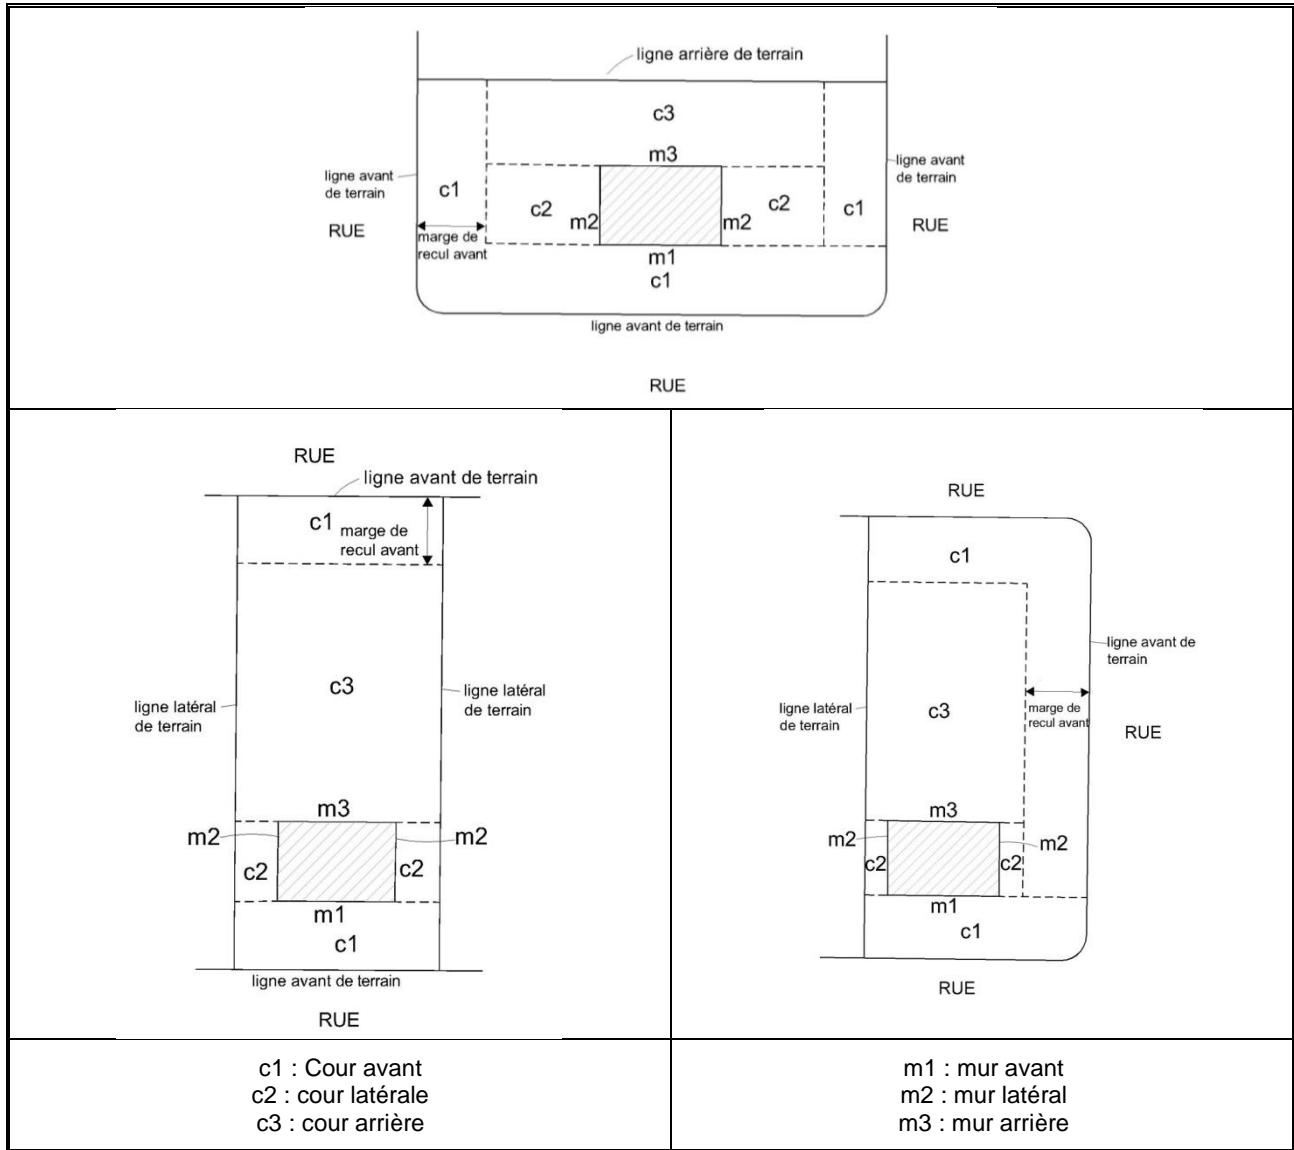 ligne arrière de terrain
c3
m3
ligne avant
de terrain
ligne avant
de terrain
c1
c2
m2
m2
c2
c1
RUE
marge de
recul avant
RUE
m1
c1
ligne avant de terrain
RUE
RUE
ligne avant de terrain
c1
marge de
recul avant
c3
ligne latéral
de terrain
ligne latéral
de terrain
m3
m2
m2
c2
c2
m1
c1
ligne avant de terrain
RUE
RUE
c1
ligne avant de
terrain
ligne latéral
de terrain
c3
marge de
recul avant
RUE
m3
m2
m2
c2
c2
m1
c1
RUE
c1 : Cour avant
c2 : cour latérale
c3 : cour arrière
m1 : mur avant
m2 : mur latéral
m3 : mur arrière